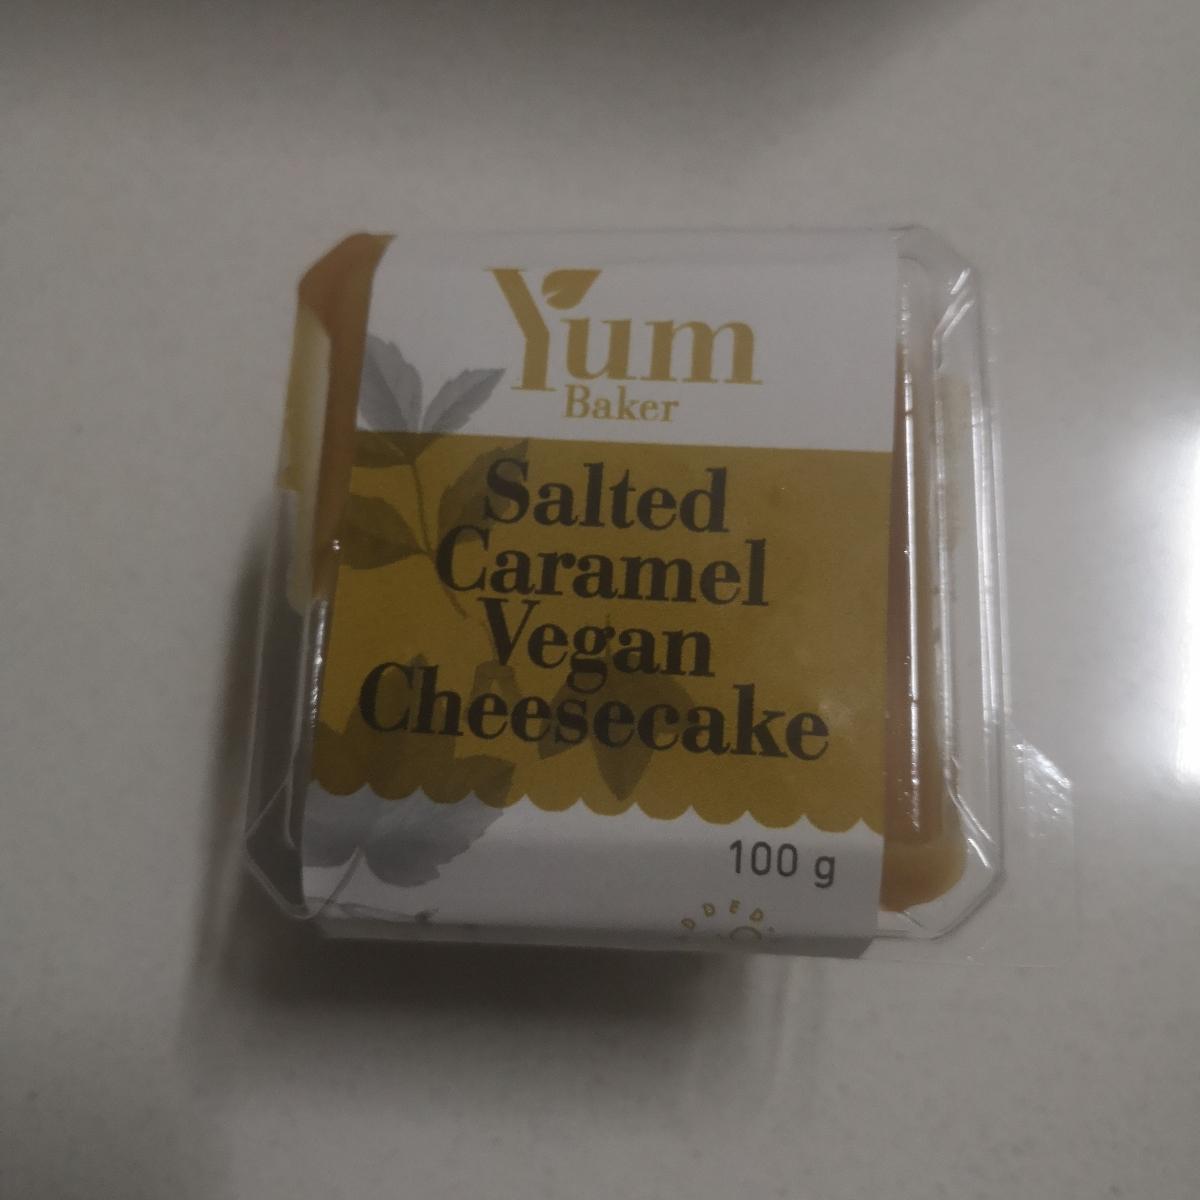 Yum
Baker
Salted
Caramel
Vegan
Cheesecake
100 g